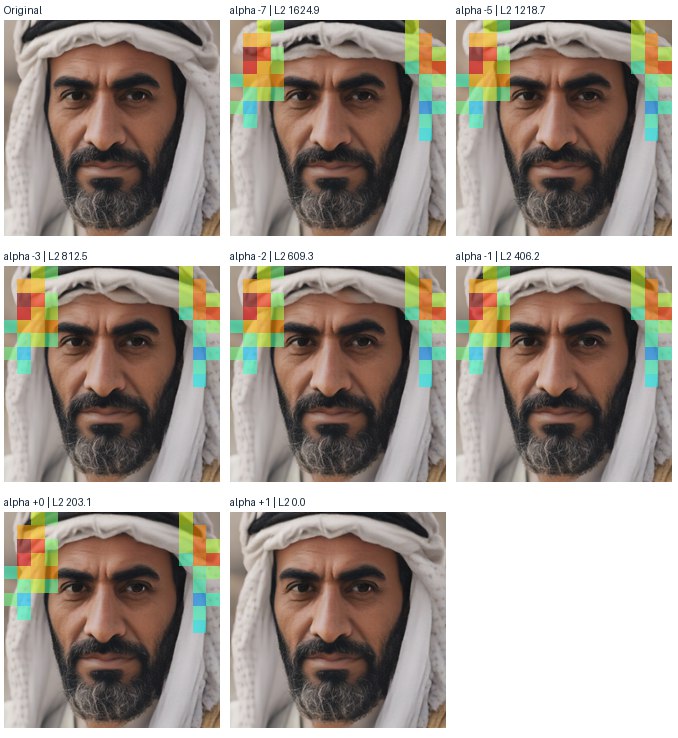 Original
alpha -7 | L2 1624.9
alpha -5 | L2 1218.7
alpha -3 | L2 812.5
alpha -2 | L2 609.3
alpha -1 | L2 406.2
alpha +0 | L2 203.1
alpha +1 | L2 0.0